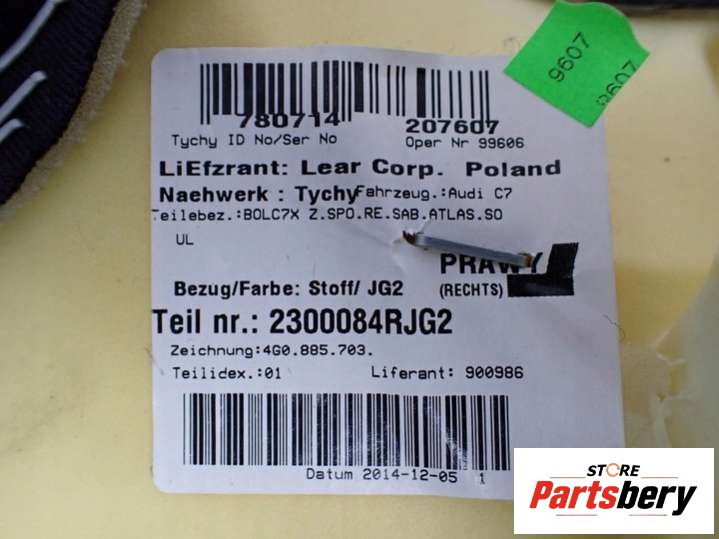 9607
9607
780714
207607
Tychy ID No/Ser No
Oper Nr 99606
LiEfzrant: Lear Corp. Poland
Naehwerk : Tychy Fahrzeug.:Audi C7
Teilebez.:BOLC7X Z.SPO.RE.SAB.ATLAS.SO
UL
PRAWY
(RECHTS)
Bezug/Farbe: Stoff/ JG2
Teil nr.: 2300084RJG2
Zeichnung:4G0.885.703.
Teilidex.:01
Liferant: 900986
Datum 2014-12-05 1
STORE
Partsbery